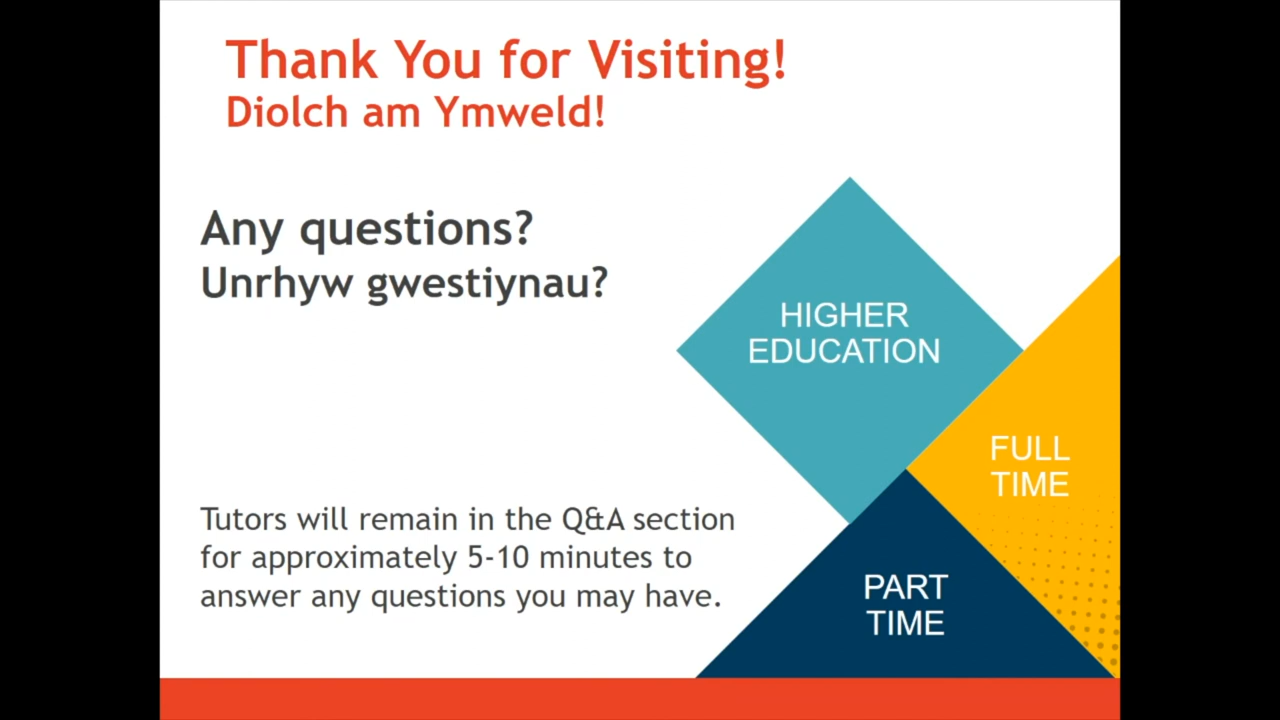 Thank You for Visiting!
Diolch am Ymweld!
Any questions?
Unrhyw gwestiynau?
HIGHER
EDUCATION
FULL
TIME
Tutors will remain in the Q&A section
for approximately 5-10 minutes to
answer any questions you may have.
PART
TIME